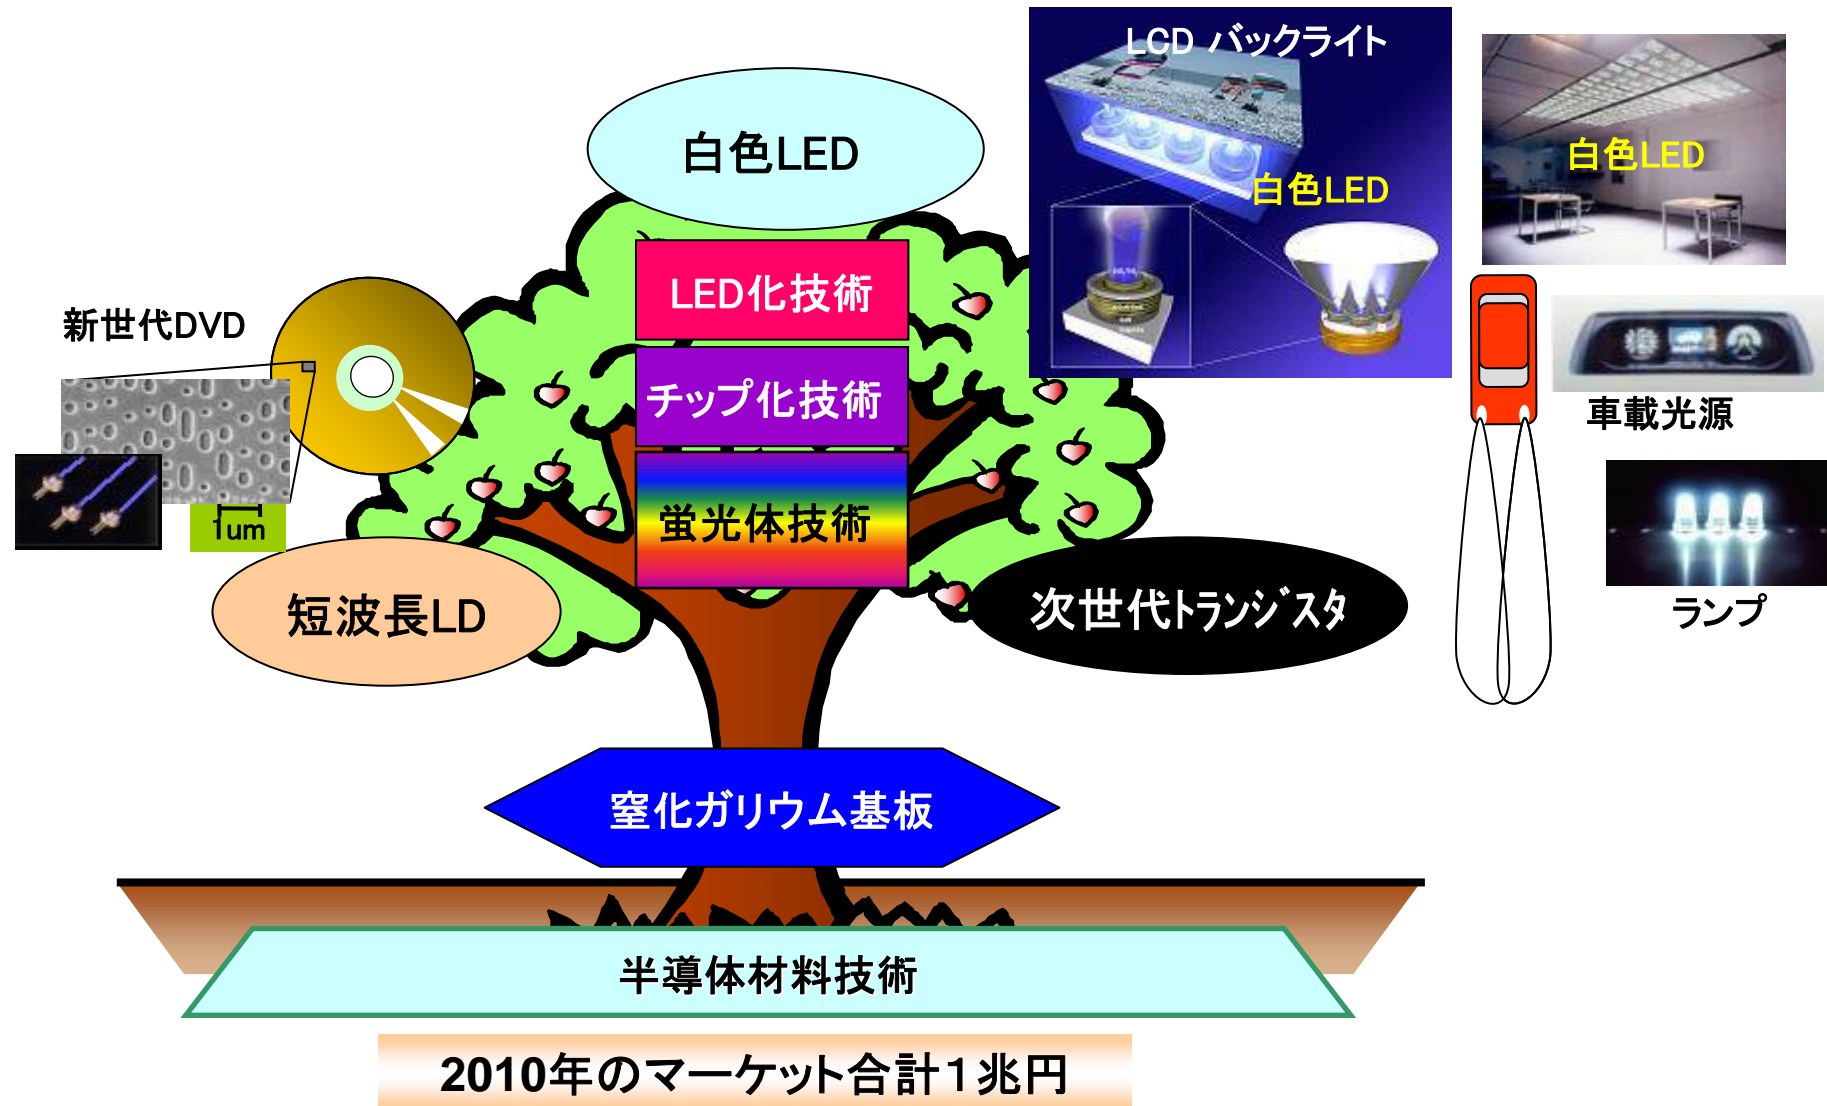 LCD バックライト
白色LED
白色LED
白色LED
LED化技術
新世代DVD
チップ化技術
車載光源
蛍光体技術
1um
短波長LD
次世代トランジスタ
ランプ
窒化ガリウム基板
半導体材料技術
2010年のマーケット合計１兆円